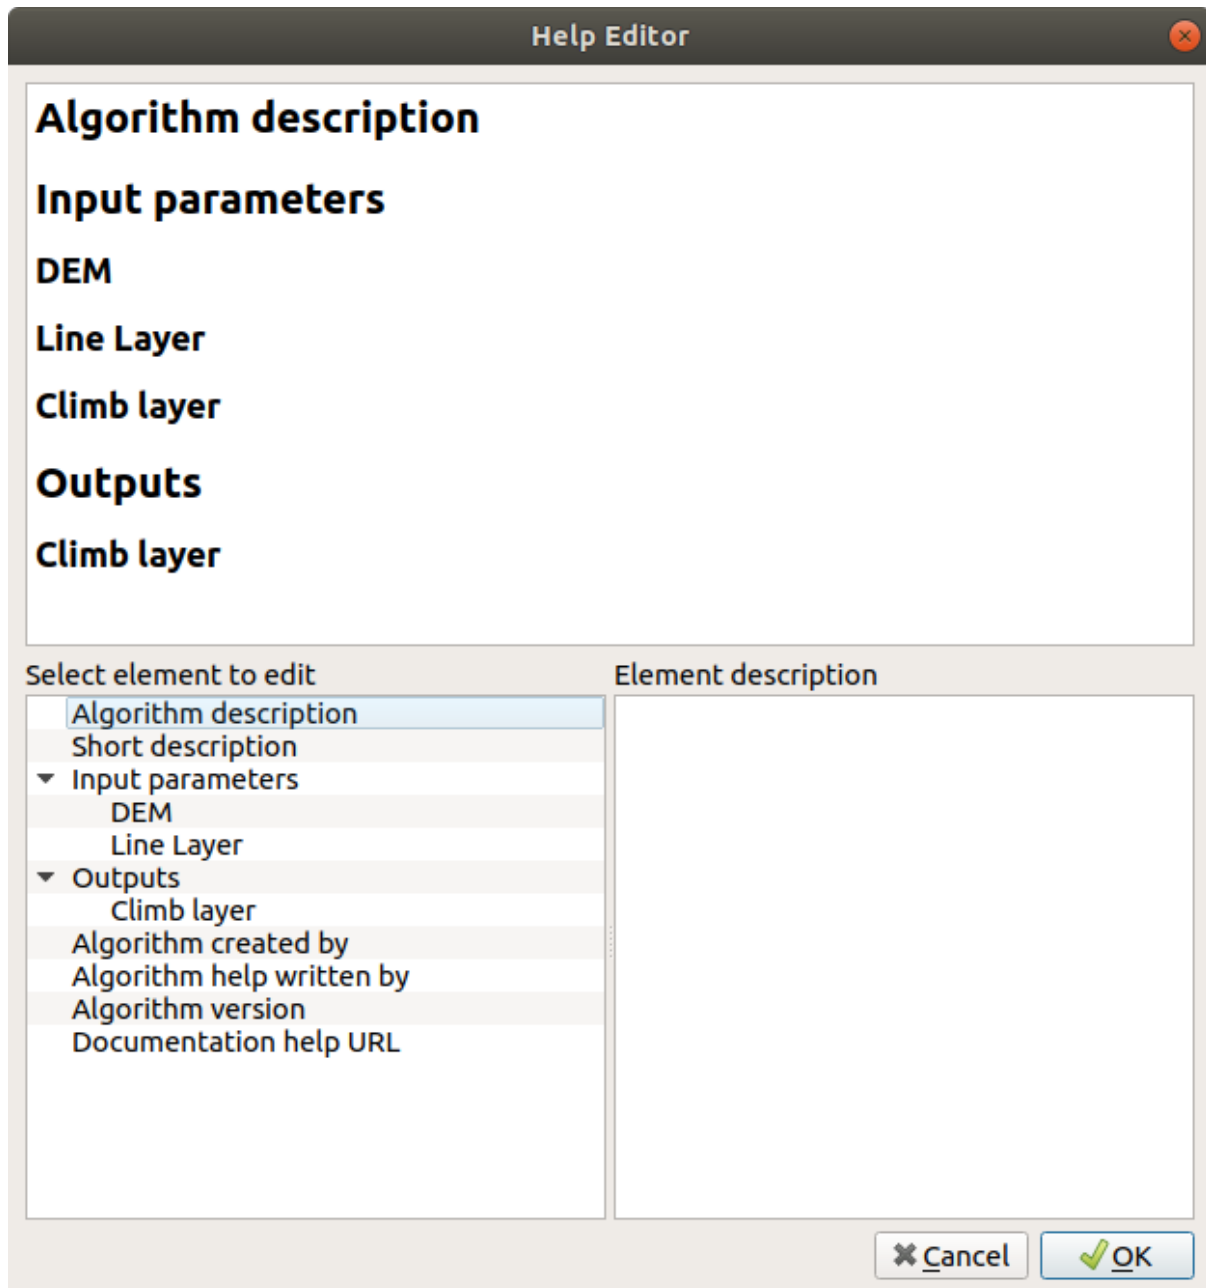 Help Editor
Algorithm description
Input parameters
DEM
Line Layer
Climb layer
Outputs
Climb layer
Select element to edit
Algorithm description
Short description
Input parameters
DEM
Line Layer
Outputs
Climb layer
Algorithm created by
Algorithm help written by
Algorithm version
Documentation help URL
Element description
Cancel
OK